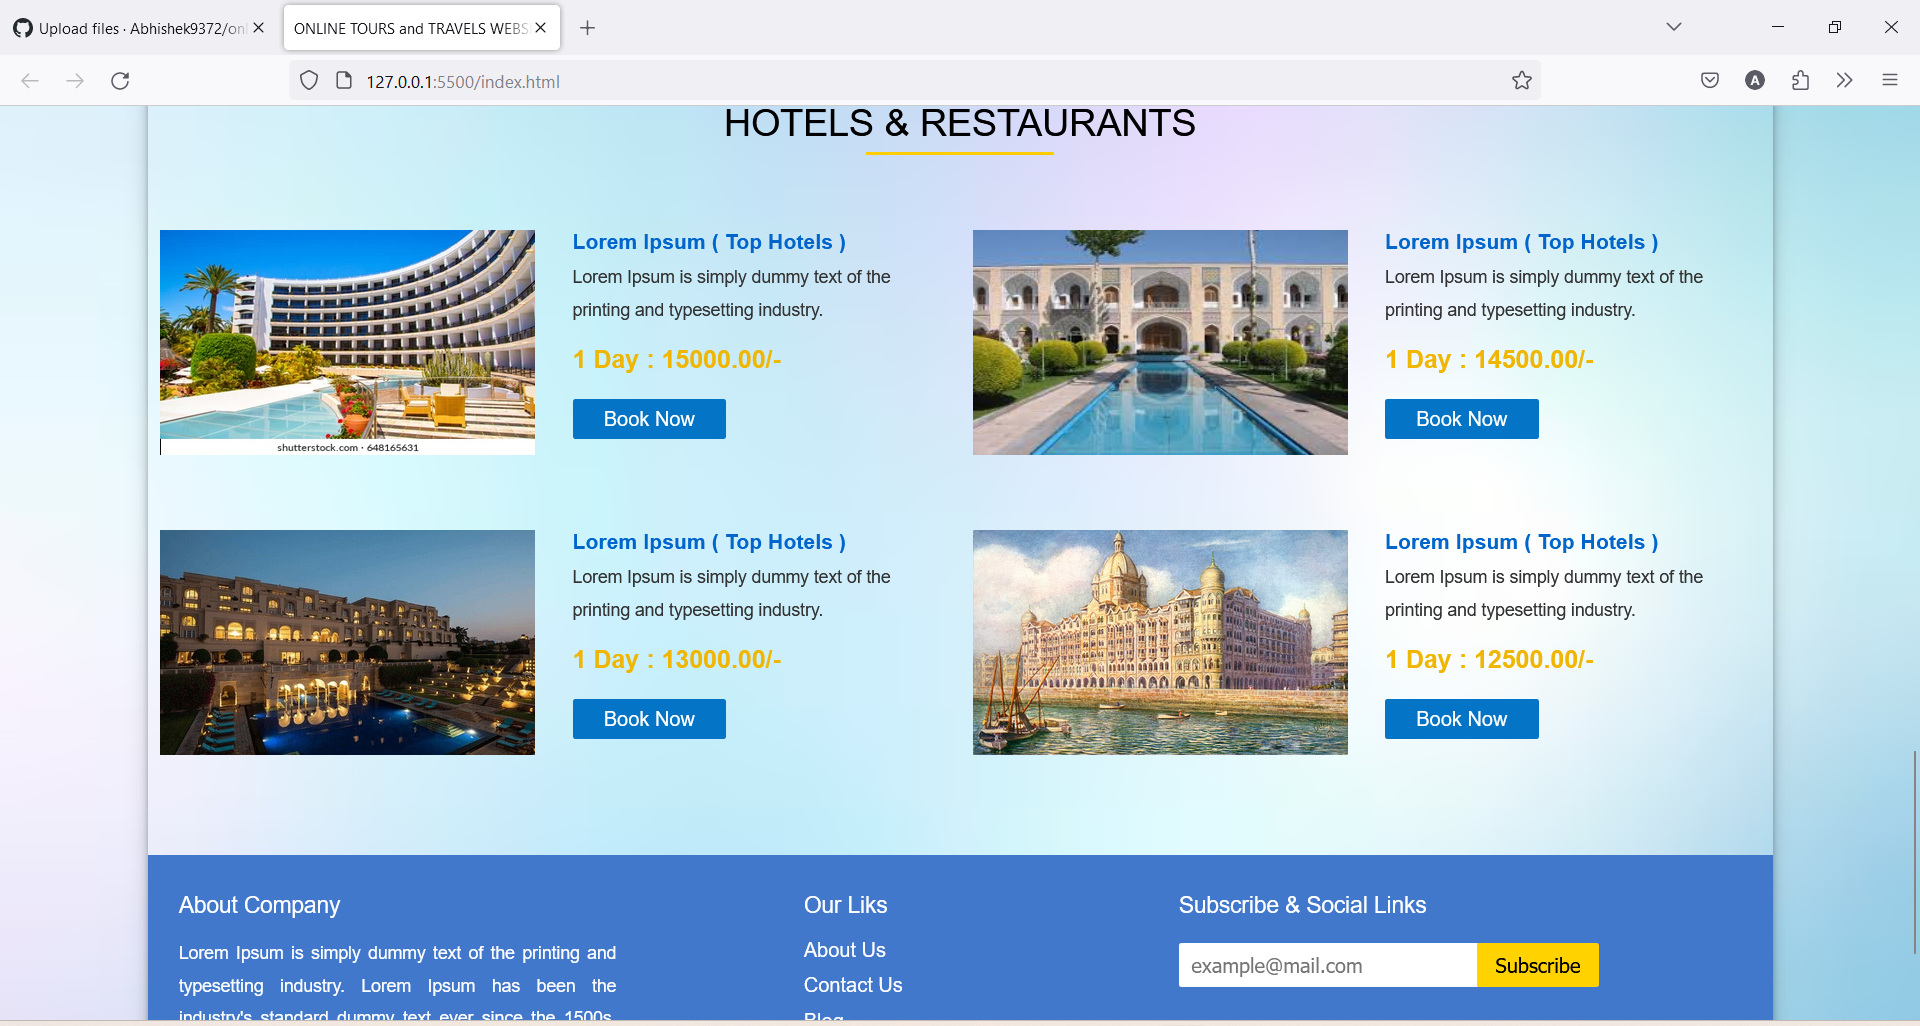 Upload files · Abhishek9372/onl
ONLINE TOURS and TRAVELS WEBS
127.0.0.1:5500/index.html
A
HOTELS & RESTAURANTS
Lorem Ipsum ( Top Hotels )
Lorem Ipsum is simply dummy text of the
printing and typesetting industry.
1 Day : 15000.00/-
Book Now
shutterstock.com · 648165631
Lorem Ipsum ( Top Hotels )
Lorem Ipsum is simply dummy text of the
printing and typesetting industry.
1 Day : 14500.00/-
Book Now
Lorem Ipsum ( Top Hotels )
Lorem Ipsum is simply dummy text of the
printing and typesetting industry.
1 Day : 13000.00/-
Book Now
Lorem Ipsum ( Top Hotels )
Lorem Ipsum is simply dummy text of the
printing and typesetting industry.
1 Day : 12500.00/-
Book Now
About Company
Lorem Ipsum is simply dummy text of the printing and
typesetting industry. Lorem Ipsum has been the
industry's standard dummy text ever since the 1500s,
Our Liks
About Us
Contact Us
Blog
Subscribe & Social Links
example@mail.com
Subscribe